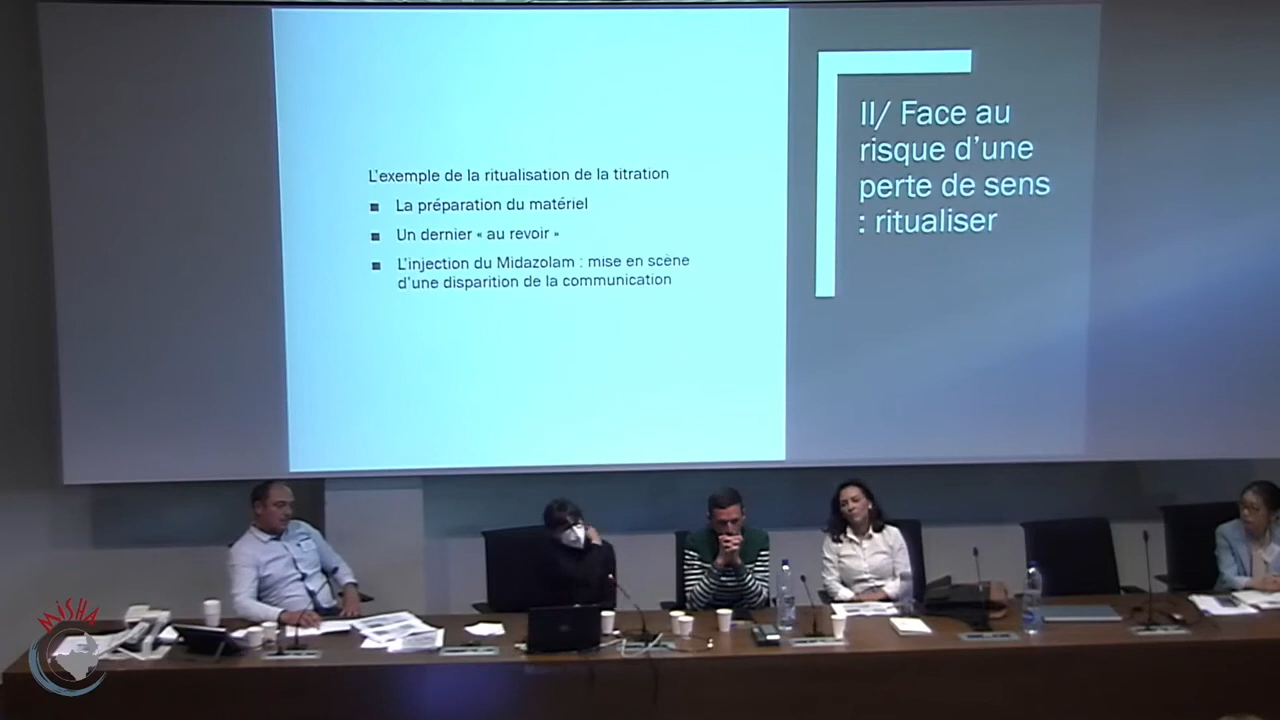 L'exemple de la ritualisation de la titration
■ La préparation du matériel
■ Un dernier « au revoir »
■ L'injection du Midazolam : mise en scène
d'une disparition de la communication
II/ Face au
risque d'une
perte de sens
: ritualiser
MiSHA